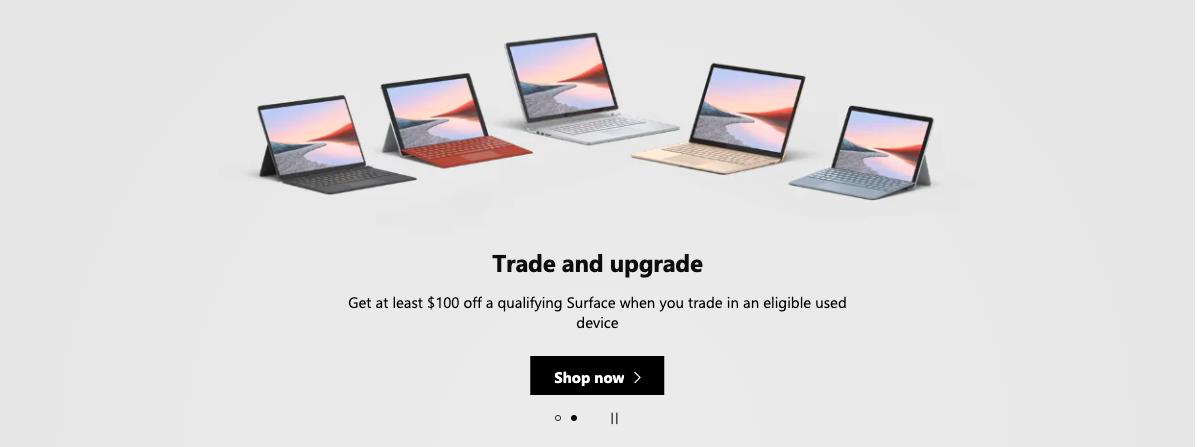 Trade and upgrade
Get at least $100 off a qualifying Surface when you trade in an eligible used
device
Shop now